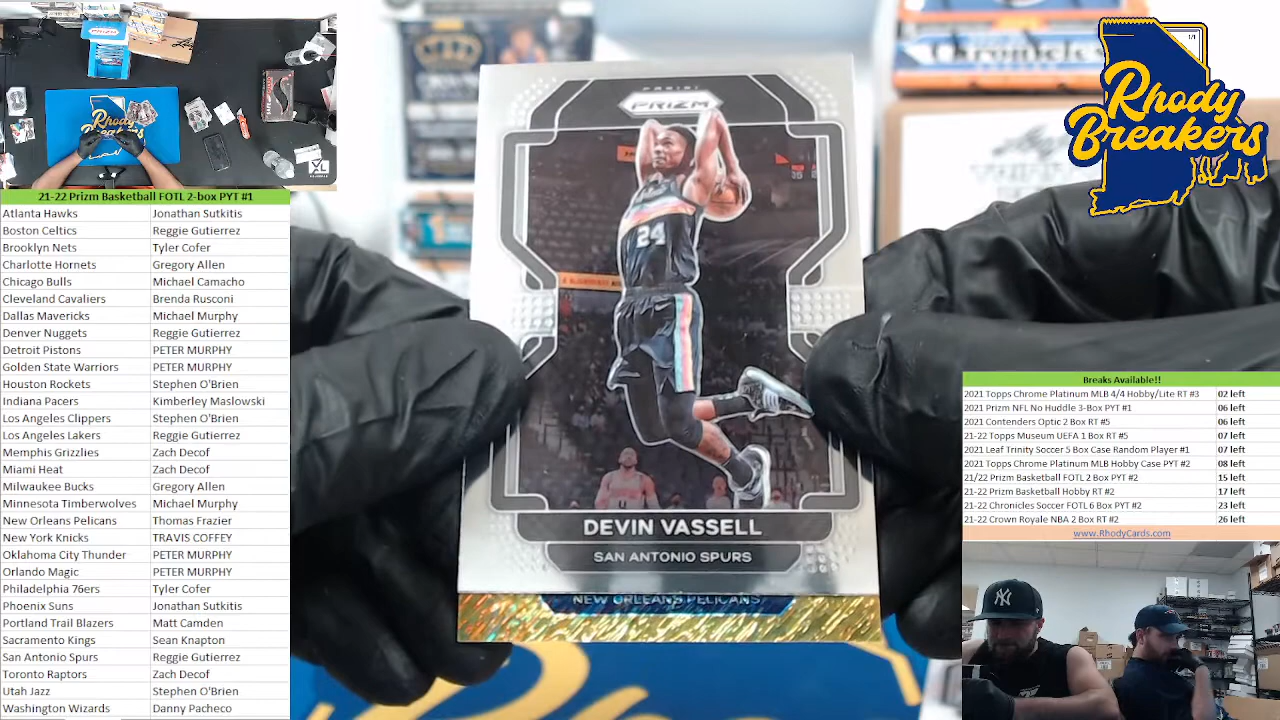 21-22 Prizm Basketball FOTL 2-box PYT #1
Atlanta Hawks Jonathan Sutkitis
Boston Celtics Reggie Gutierrez
Brooklyn Nets Tyler Cofer
Charlotte Hornets Gregory Allen
Chicago Bulls Michael Camacho
Cleveland Cavaliers Brenda Rusconi
Dallas Mavericks Michael Murphy
Denver Nuggets Reggie Gutierrez
Detroit Pistons PETER MURPHY
Golden State Warriors PETER MURPHY
Houston Rockets Stephen O'Brien
Indiana Pacers Kimberley Maslowski
Los Angeles Clippers Stephen O'Brien
Los Angeles Lakers Reggie Gutierrez
Memphis Grizzlies Zach Decof
Miami Heat Zach Decof
Milwaukee Bucks Gregory Allen
Minnesota Timberwolves Michael Murphy
New Orleans Pelicans Thomas Frazier
New York Knicks TRAVIS COFFEY
Oklahoma City Thunder PETER MURPHY
Orlando Magic PETER MURPHY
Philadelphia 76ers Tyler Cofer
Phoenix Suns Jonathan Sutkitis
Portland Trail Blazers Matt Camden
Sacramento Kings Sean Knapton
San Antonio Spurs Reggie Gutierrez
Toronto Raptors Zach Decof
Utah Jazz Stephen O'Brien
Washington Wizards Danny Pacheco
PANINI
PRIZM
24
DEVIN VASSELL
SAN ANTONIO SPURS
NEW ORLEANS PELICANS
Chronicles
1/1
Rhody
Breakers
Breaks Available!!
2021 Topps Chrome Platinum MLB 4/4 Hobby/Lite RT #3 02 left
2021 Prizm NFL No Huddle 3-Box PYT #1 06 left
2021 Contenders Optic 2 Box RT #5 06 left
21-22 Topps Museum UEFA 1 Box RT #5 07 left
2021 Leaf Trinity Soccer 5 Box Case Random Player #1 07 left
2021 Topps Chrome Platinum MLB Hobby Case PYT #2 08 left
21/22 Prizm Basketball FOTL 2 Box PYT #2 15 left
21-22 Prizm Basketball Hobby RT #2 17 left
21-22 Chronicles Soccer FOTL 6 Box PYT #2 23 left
21-22 Crown Royale NBA 2 Box RT #2 26 left
www.RhodyCards.com